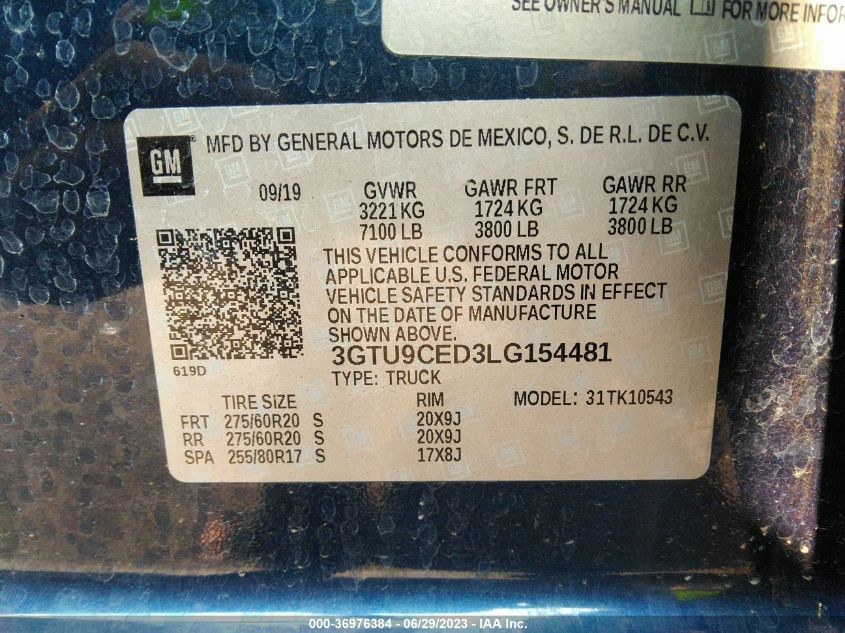 SEE OWNER'S MANUAL FOR MORE INFOR
GM MFD BY GENERAL MOTORS DE MEXICO, S. DE R.L. DE C.V.
09/19 GVWR GAWR FRT GAWR RR
3221 KG 1724 KG 1724 KG
7100 LB 3800 LB 3800 LB
THIS VEHICLE CONFORMS TO ALL
APPLICABLE U.S. FEDERAL MOTOR
VEHICLE SAFETY STANDARDS IN EFFECT
ON THE DATE OF MANUFACTURE
SHOWN ABOVE.
619D 3GTU9CED3LG154481
TYPE: TRUCK MODEL: 31TK10543
TIRE SIZE RIM
FRT 275/60R20 S 20X9J
RR 275/60R20 S 20X9J
SPA 255/80R17 S 17X8J
000-36976384 / 06/29/2023 - © IAA Inc.